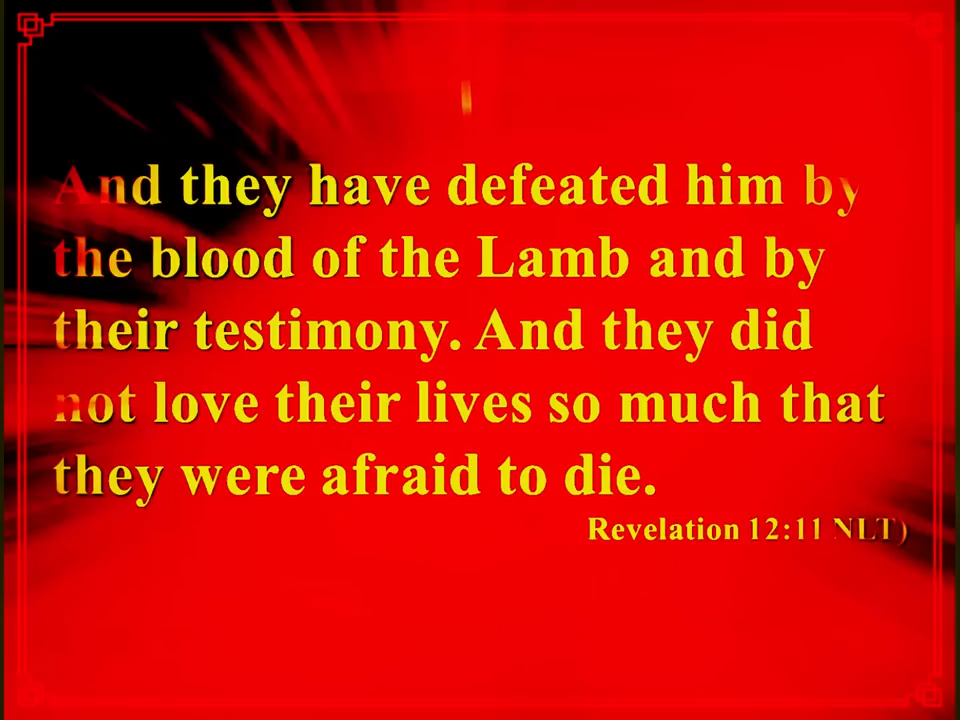 And they have defeated him by
the blood of the Lamb and by
their testimony. And they did
not love their lives so much that
they were afraid to die.
Revelation 12:11 NLT)